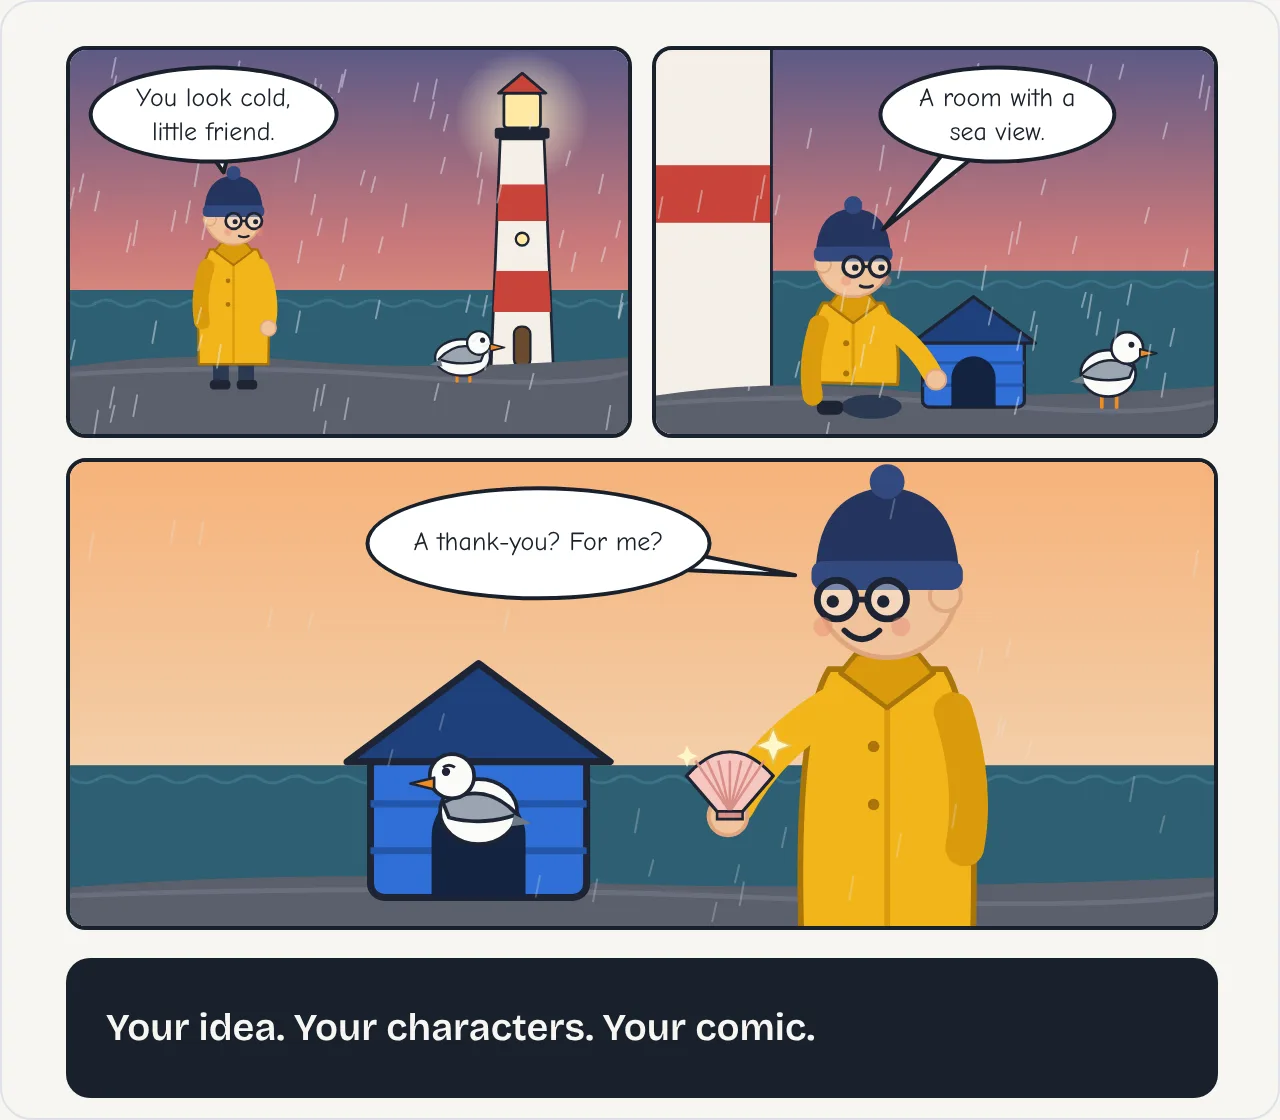 You look cold,
little friend.
A room with a
sea view.
A thank-you? For me?
Your idea. Your characters. Your comic.